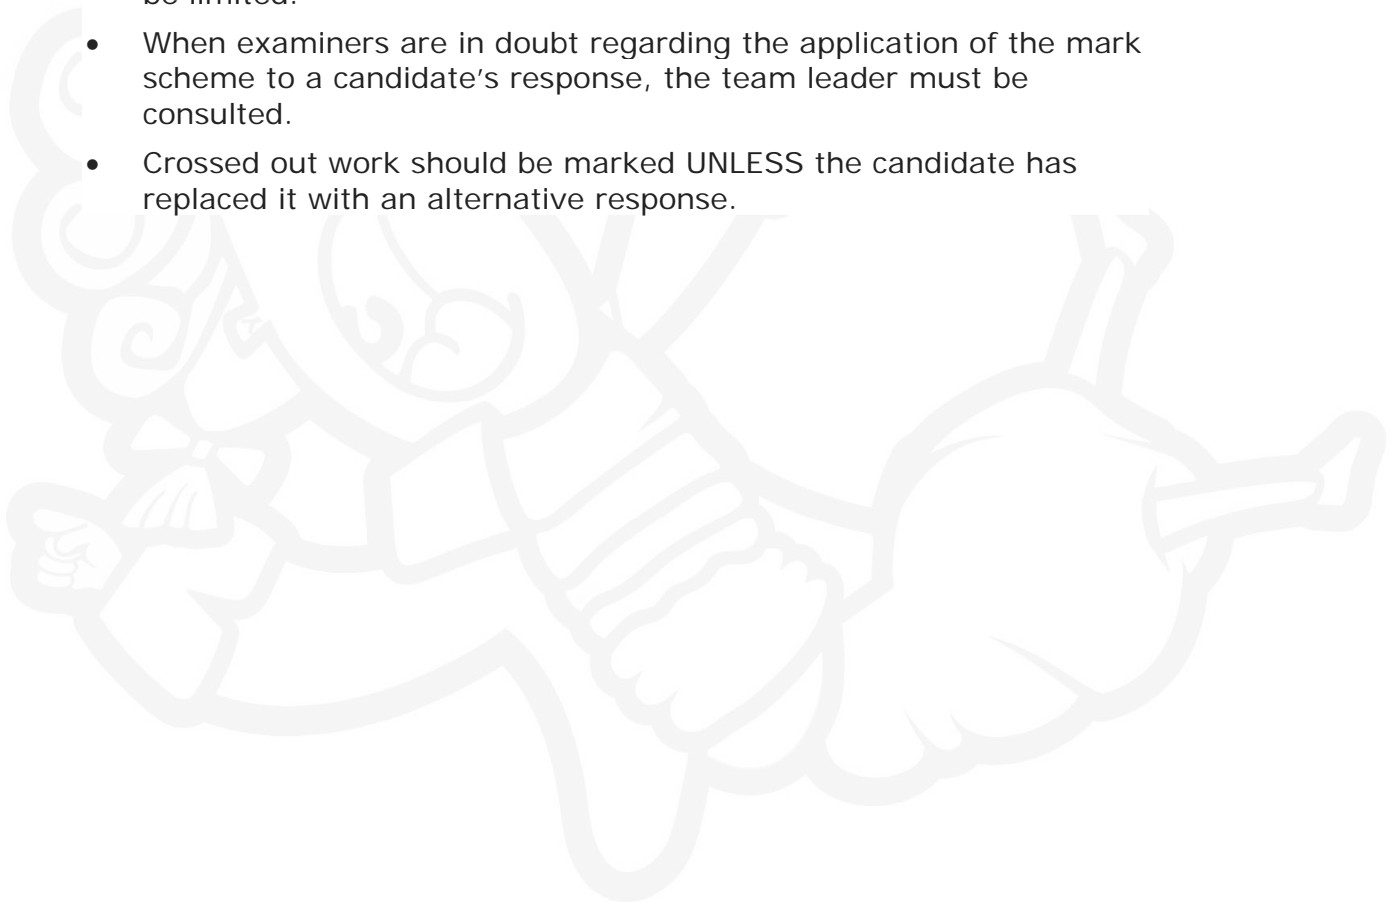 be limited.
• When examiners are in doubt regarding the application of the mark
scheme to a candidate's response, the team leader must be
consulted.
• Crossed out work should be marked UNLESS the candidate has
replaced it with an alternative response.